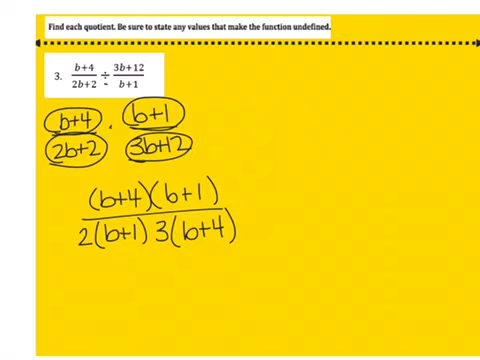 Find each quotient. Be sure to state any values that make the function undefined.
3. (b+4)/(2b+2) ÷ (3b+12)/(b+1)
b+4 · b+1
2b+2 3b+12
(b+4)(b+1)
2(b+1) 3(b+4)